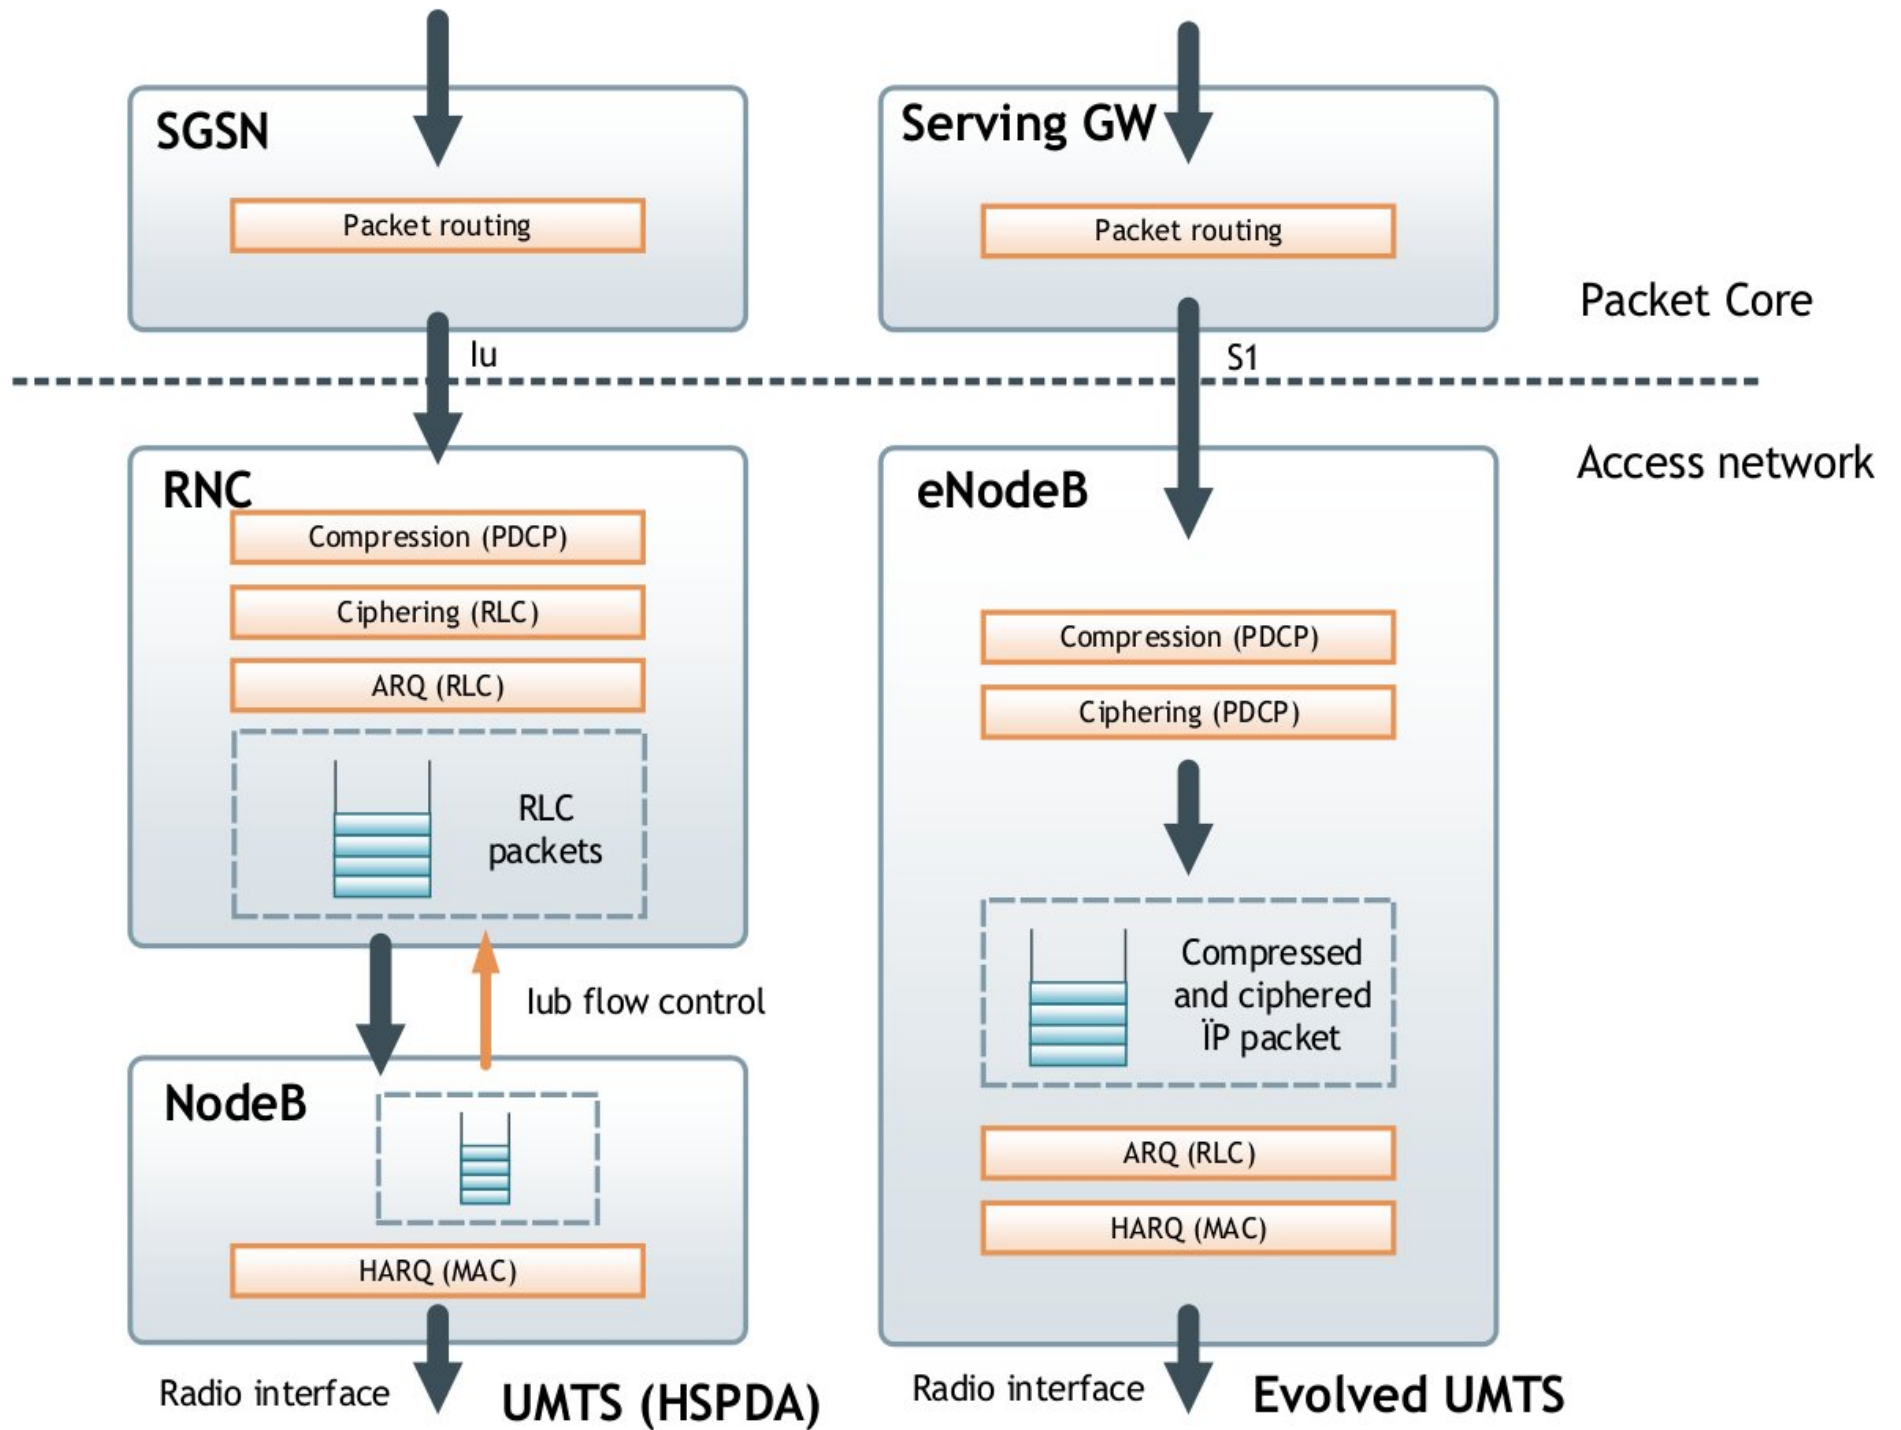 SGSN
Packet routing
Iu
RNC
Compression (PDCP)
Ciphering (RLC)
ARQ (RLC)
RLC
packets
Iub flow control
NodeB
HARQ (MAC)
Radio interface
UMTS (HSPDA)
Serving GW
Packet routing
S1
eNodeB
Compression (PDCP)
Ciphering (PDCP)
Compressed
and ciphered
ÏP packet
ARQ (RLC)
HARQ (MAC)
Radio interface
Evolved UMTS
Packet Core
Access network